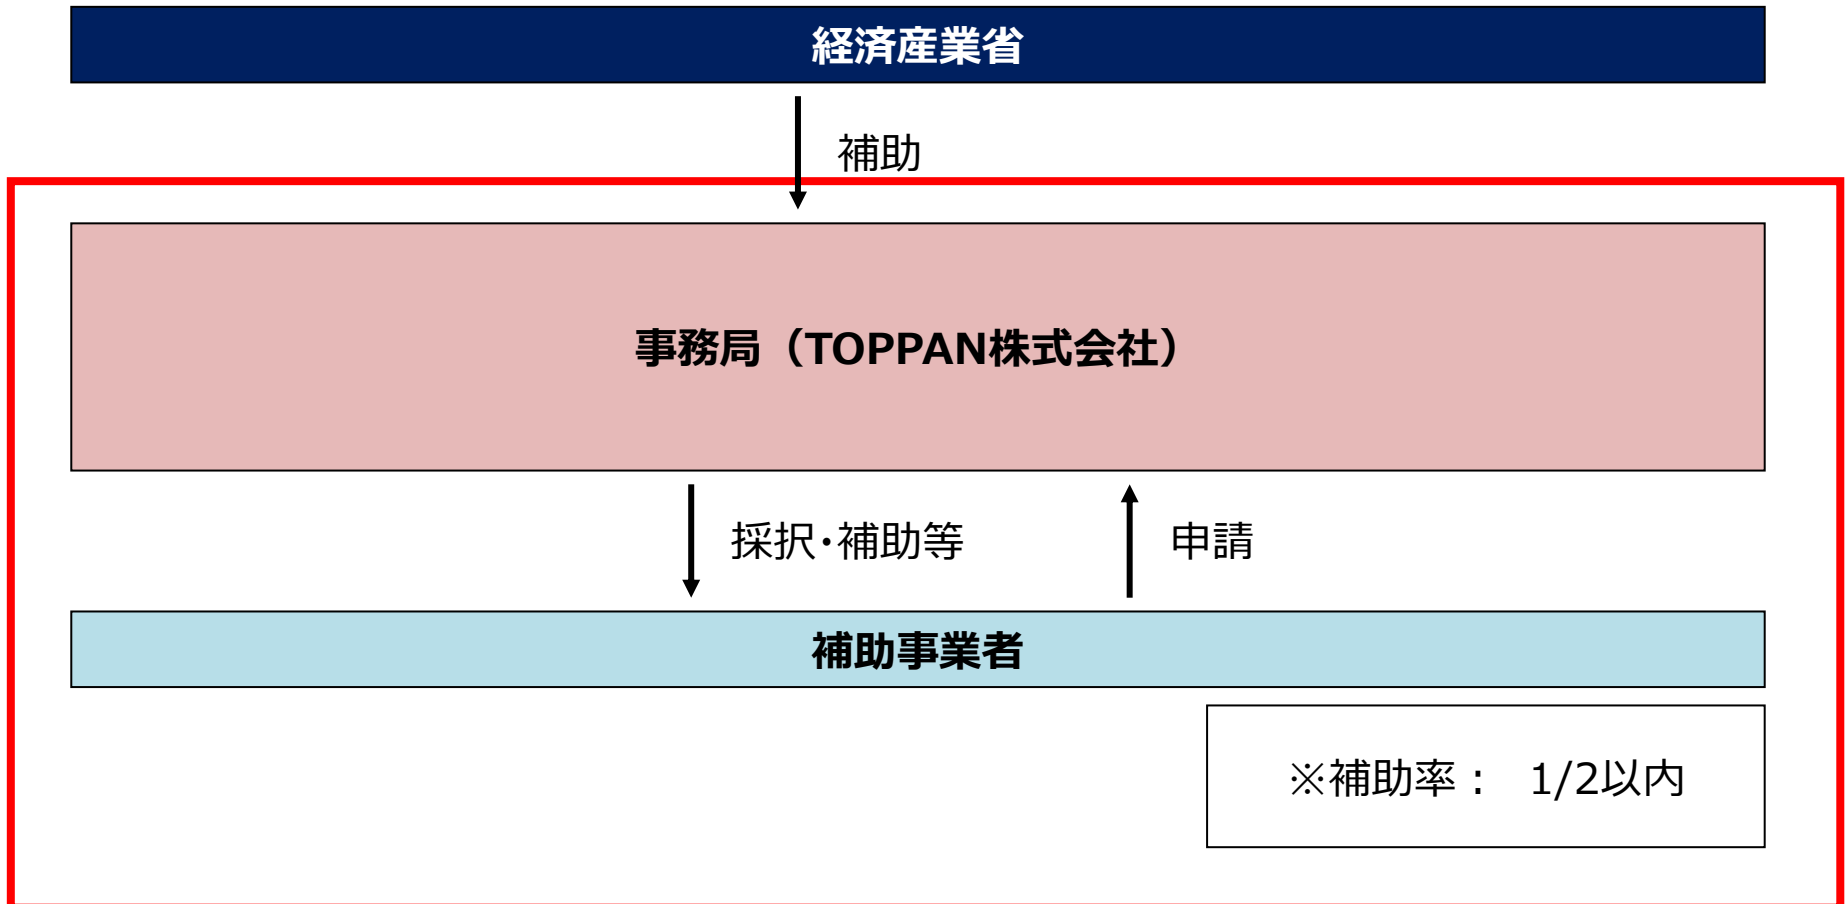 経済産業省
補助
事務局（TOPPAN株式会社）
採択・補助等
申請
補助事業者
※補助率： 1/2以内